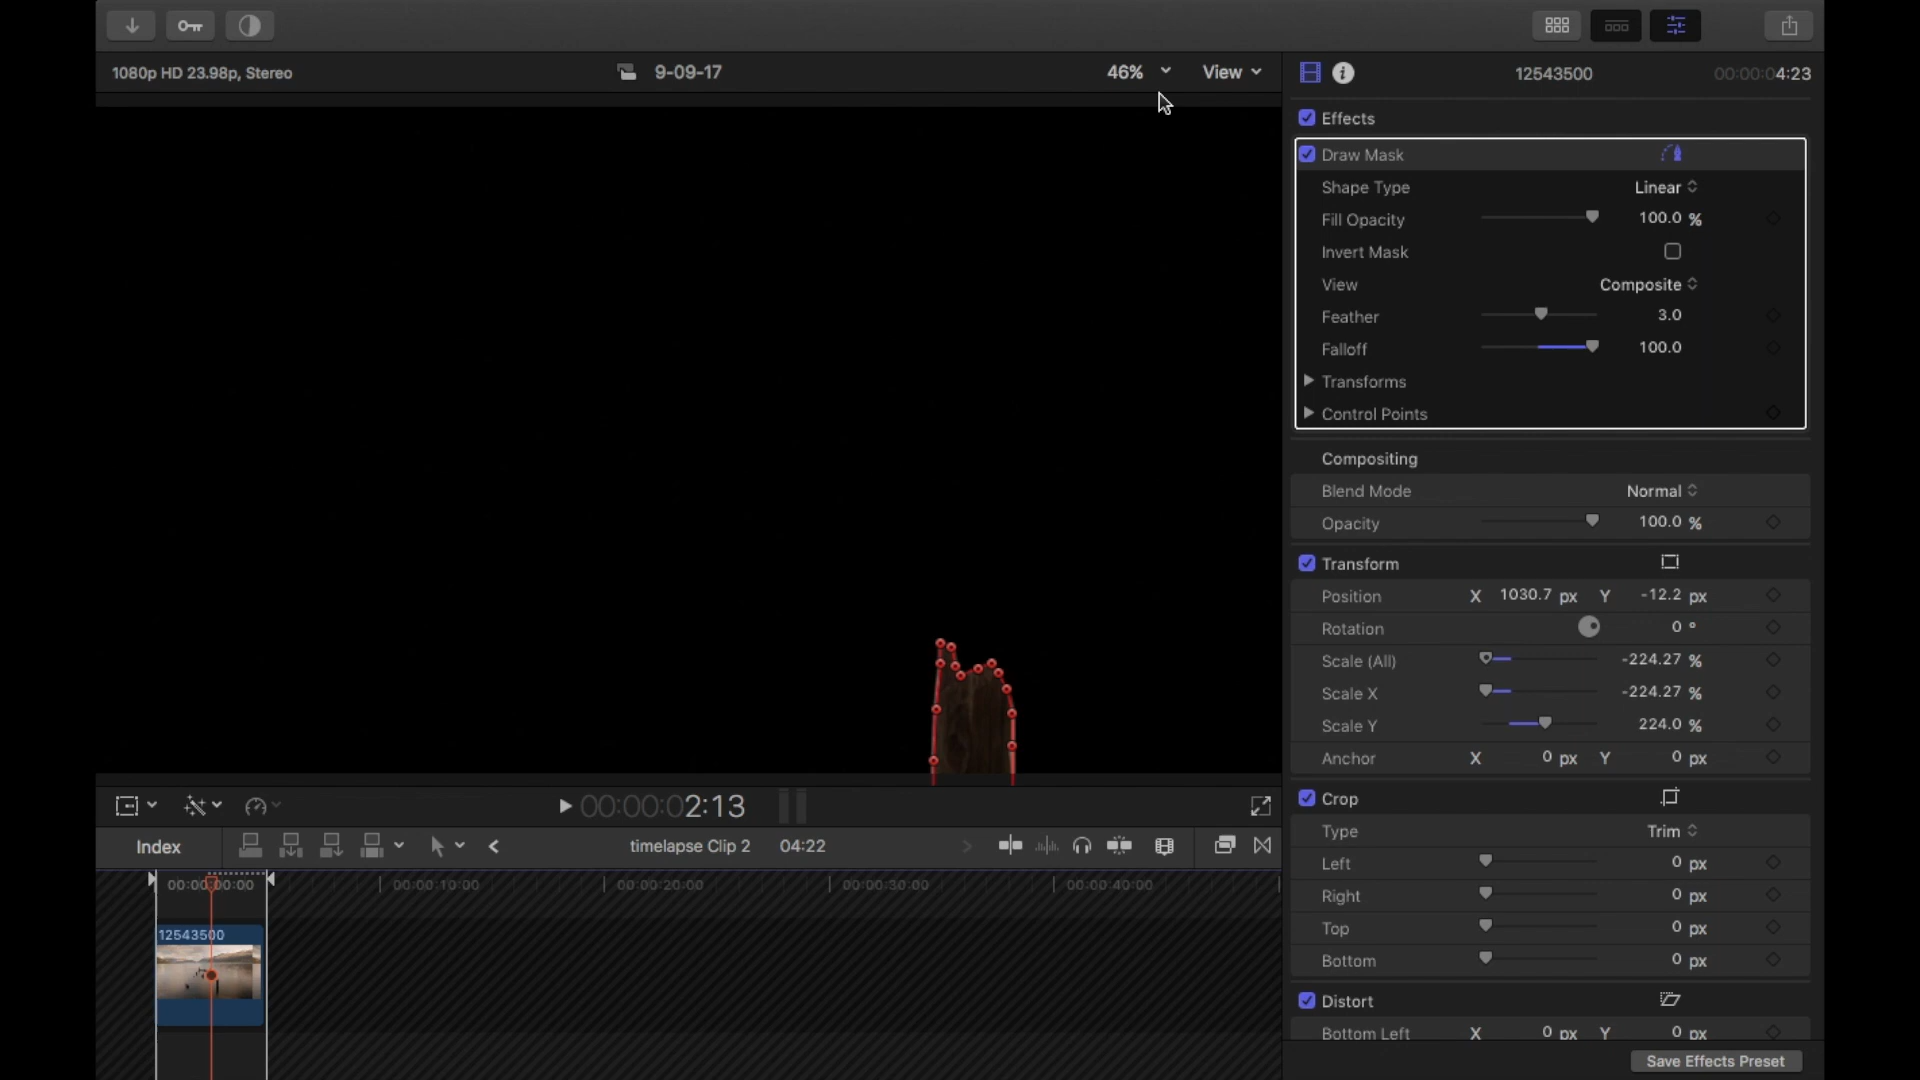 1080p HD 23.98p, Stereo
9-09-17
46%
View
12543500
00:00:04:23
Effects
Draw Mask
Shape Type Linear
Fill Opacity 100.0 %
Invert Mask
View Composite
Feather 3.0
Falloff 100.0
Transforms
Control Points
Compositing
Blend Mode Normal
Opacity 100.0 %
Transform
Position X 1030.7 px Y -12.2 px
Rotation 0 °
Scale (All) -224.27 %
Scale X -224.27 %
Scale Y 224.0 %
Anchor X 0 px Y 0 px
Crop
Type Trim
Left 0 px
Right 0 px
Top 0 px
Bottom 0 px
Distort
Bottom Left X 0 px Y 0 px
Save Effects Preset
00:00:02:13
Index
timelapse Clip 2 04:22
00:00:00:00 00:00:10:00 00:00:20:00 00:00:30:00 00:00:40:00
12543500